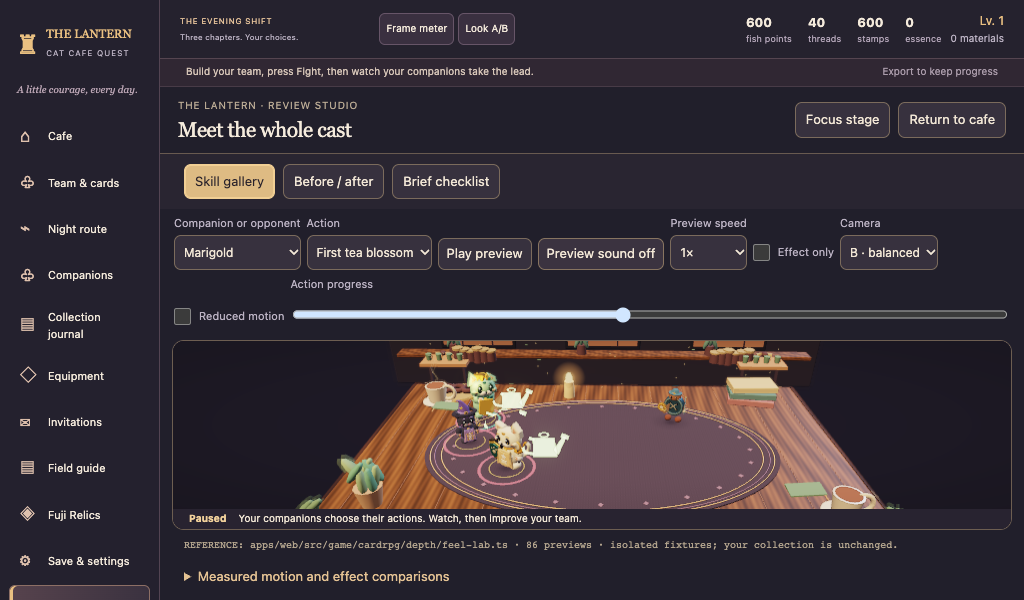 THE LANTERN
CAT CAFE QUEST
A little courage, every day.
Cafe
Team & cards
Night route
Companions
Collection
journal
Equipment
Invitations
Field guide
Fuji Relics
Save & settings
THE EVENING SHIFT
Three chapters. Your choices.
Frame meter
Look A/B
600
fish points
40
threads
600
stamps
0
essence
Lv. 1
0 materials
Build your team, press Fight, then watch your companions take the lead.
Export to keep progress
THE LANTERN · REVIEW STUDIO
Meet the whole cast
Focus stage
Return to cafe
Skill gallery
Before / after
Brief checklist
Companion or opponent
Action
Preview speed
Camera
Marigold
First tea blossom
Play preview
Preview sound off
1×
Effect only
B · balanced
Action progress
Reduced motion
Paused
Your companions choose their actions. Watch, then improve your team.
REFERENCE: apps/web/src/game/cardrpg/depth/feel-lab.ts · 86 previews · isolated fixtures; your collection is unchanged.
Measured motion and effect comparisons